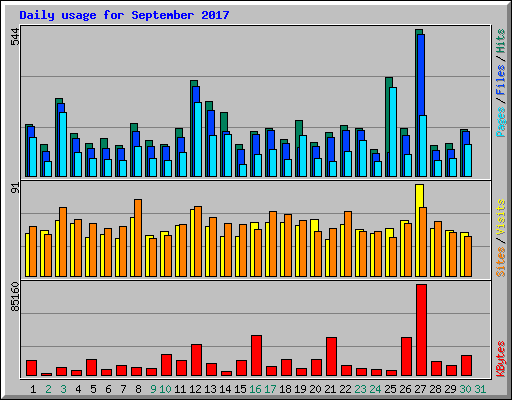 Daily usage for September 2017
544
Pages / Files / Hits
91
Sites / Visits
85160
KBytes
1 2 3 4 5 6 7 8 9 10 11 12 13 14 15 16 17 18 19 20 21 22 23 24 25 26 27 28 29 30 31